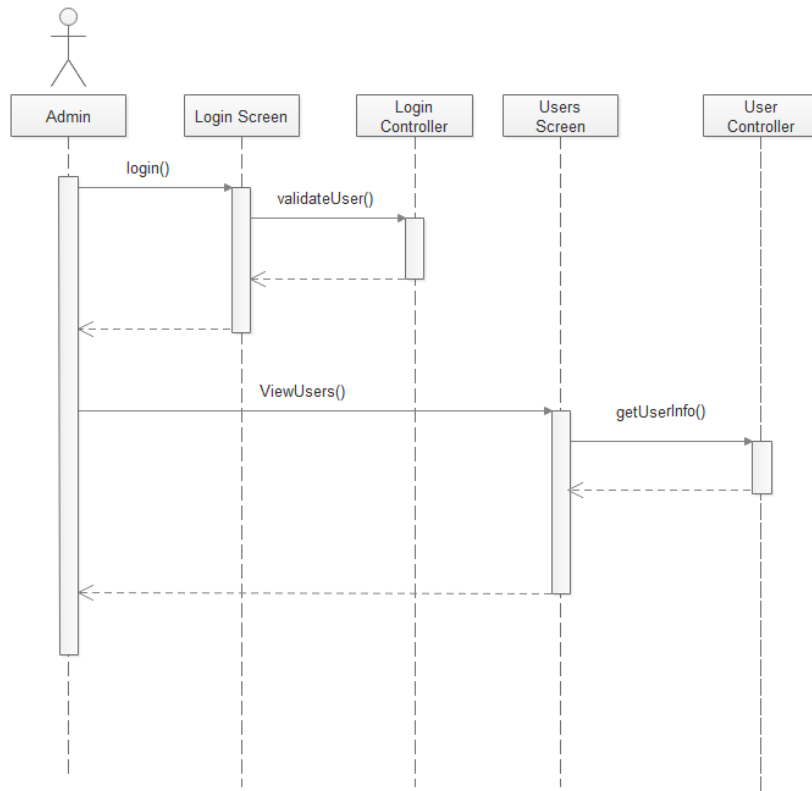 Admin
Login Screen
Login
Controller
Users
Screen
User
Controller
login()
validateUser()
ViewUsers()
getUserInfo()